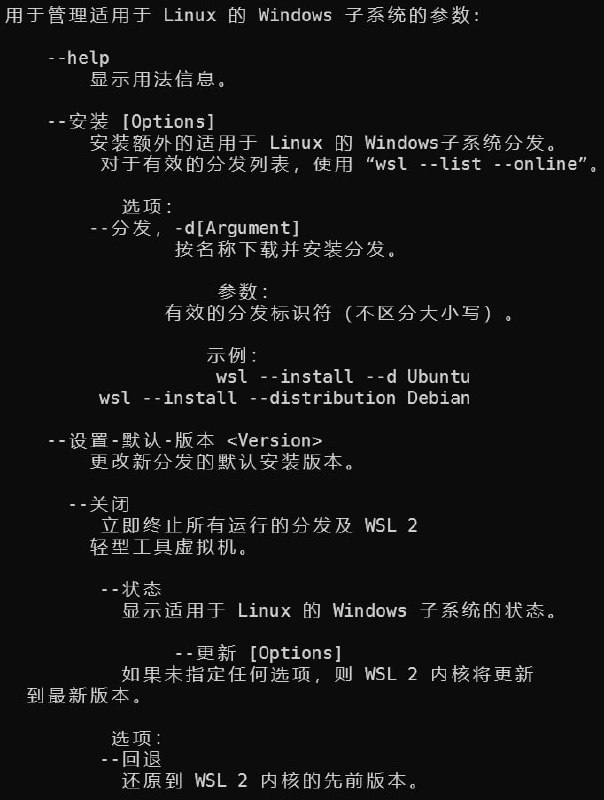 用于管理适用于 Linux 的 Windows 子系统的参数：
--help
显示用法信息。
--安装 [Options]
安装额外的适用于 Linux 的 Windows子系统分发。
对于有效的分发列表，使用 “wsl --list --online”。
选项：
--分发，-d[Argument]
按名称下载并安装分发。
参数：
有效的分发标识符（不区分大小写）。
示例：
wsl --install --d Ubuntu
wsl --install --distribution Debian
--设置-默认-版本 <Version>
更改新分发的默认安装版本。
--关闭
立即终止所有运行的分发及 WSL 2
轻型工具虚拟机。
--状态
显示适用于 Linux 的 Windows 子系统的状态。
--更新 [Options]
如果未指定任何选项，则 WSL 2 内核将更新
到最新版本。
选项：
--回退
还原到 WSL 2 内核的先前版本。